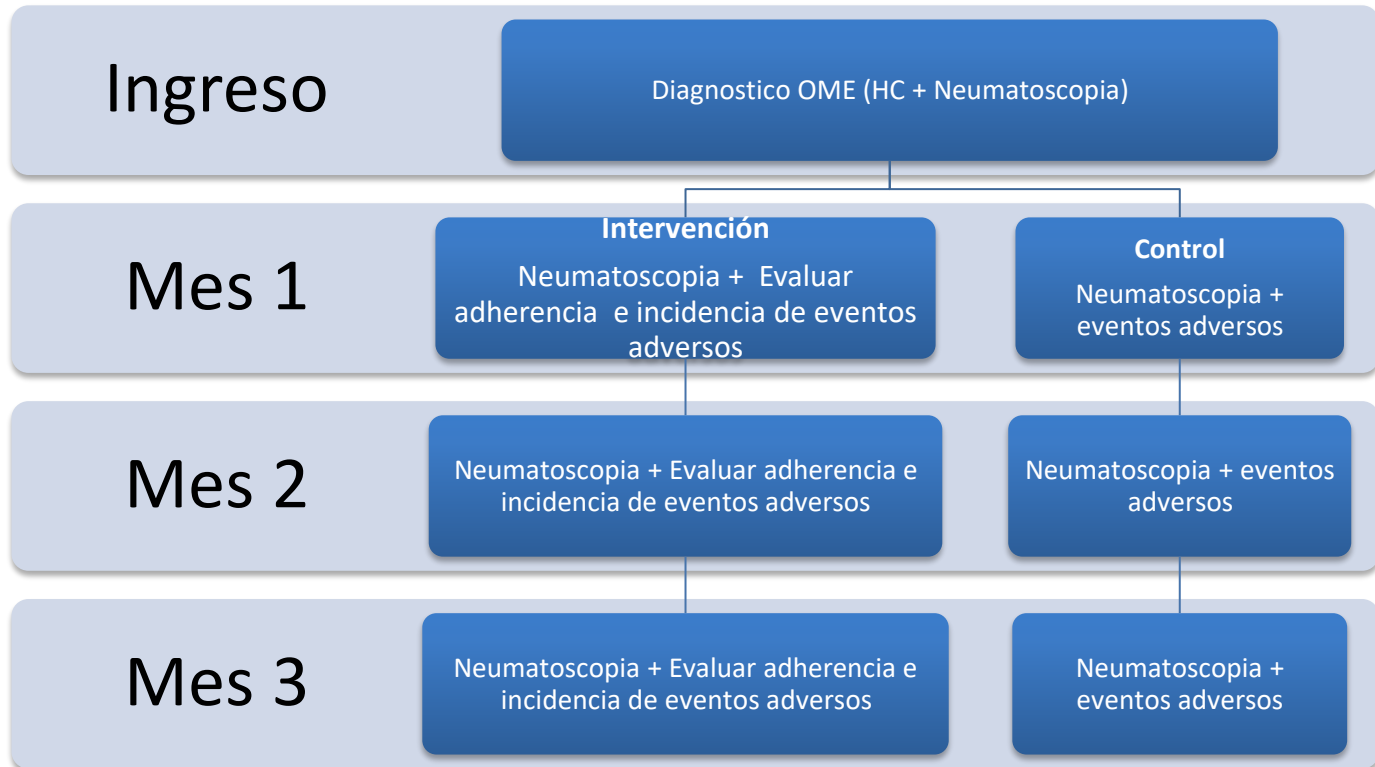 Ingreso
Diagnostico OME (HC + Neumatoscopia)
Mes 1
Intervención
Neumatoscopia + Evaluar
adherencia e incidencia de eventos
adversos
Control
Neumatoscopia +
eventos adversos
Mes 2
Neumatoscopia + Evaluar adherencia e
incidencia de eventos adversos
Neumatoscopia + eventos
adversos
Mes 3
Neumatoscopia + Evaluar adherencia e
incidencia de eventos adversos
Neumatoscopia +
eventos adversos